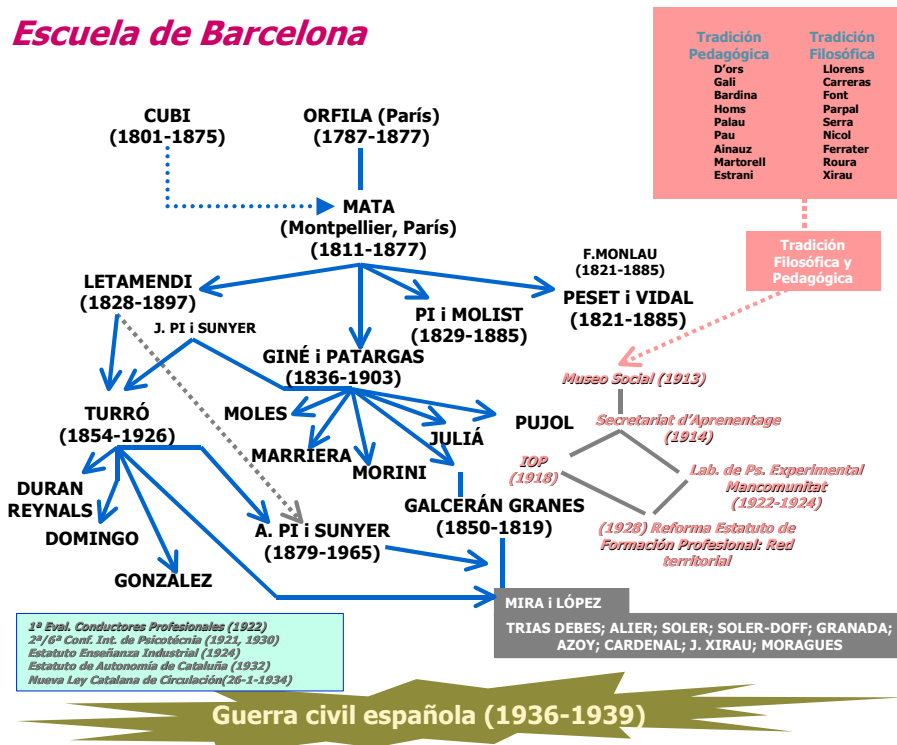 Escuela de Barcelona
Tradición
Pedagógica
D'ors
Gali
Bardina
Homs
Palau
Pau
Ainauz
Martorell
Estrani
Tradición
Filosófica
Llorens
Carreras
Font
Parpal
Serra
Nicol
Ferrater
Roura
Xirau
CUBI
(1801-1875)
ORFILA (París)
(1787-1877)
MATA
(Montpellier, París)
(1811-1877)
Tradición
Filosófica y
Pedagógica
F.MONLAU
(1821-1885)
LETAMENDI
(1828-1897)
PI i MOLIST
(1829-1885)
PESET i VIDAL
(1821-1885)
J. PI i SUNYER
GINÉ i PATARGAS
(1836-1903)
Museo Social (1913)
TURRÓ
(1854-1926)
MOLES
MARRIERA
MORINI
JULIÁ
PUJOL
Secretariat d'Aprenentage
(1914)
IOP
(1918)
Lab. de Ps. Experimental
Mancomunitat
(1922-1924)
DURAN
REYNALS
DOMINGO
GONZÁLEZ
A. PI i SUNYER
(1879-1965)
GALCERÁN GRANES
(1850-1819)
(1928) Reforma Estatuto de
Formación Profesional: Red
territorial
MIRA i LÓPEZ
TRIAS DEBES; ALIER; SOLER; SOLER-DOFF; GRANADA;
AZOY; CARDENAL; J. XIRAU; MORAGUES
1ª Eval. Conductores Profesionales (1922)
2ª/6ª Conf. Int. de Psicotécnia (1921, 1930)
Estatuto Enseñanza Industrial (1924)
Estatuto de Autonomía de Cataluña (1932)
Nueva Ley Catalana de Circulación(26-1-1934)
Guerra civil española (1936-1939)